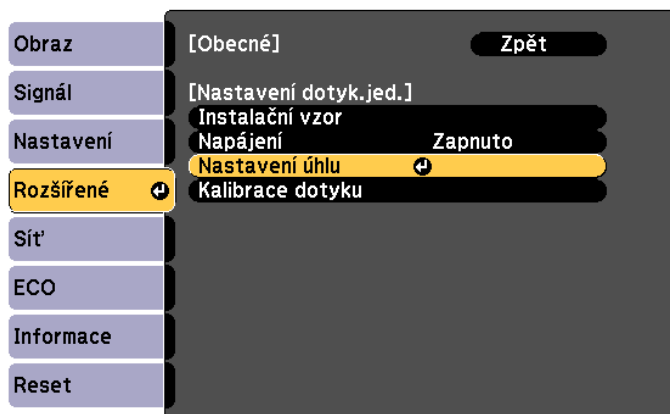 Obraz
Signál
Nastavení
Rozšířené
Síť
ECO
Informace
Reset
[Obecné] Zpět
[Nastavení dotyk.jed.]
Instalační vzor
Napájení Zapnuto
Nastavení úhlu
Kalibrace dotyku